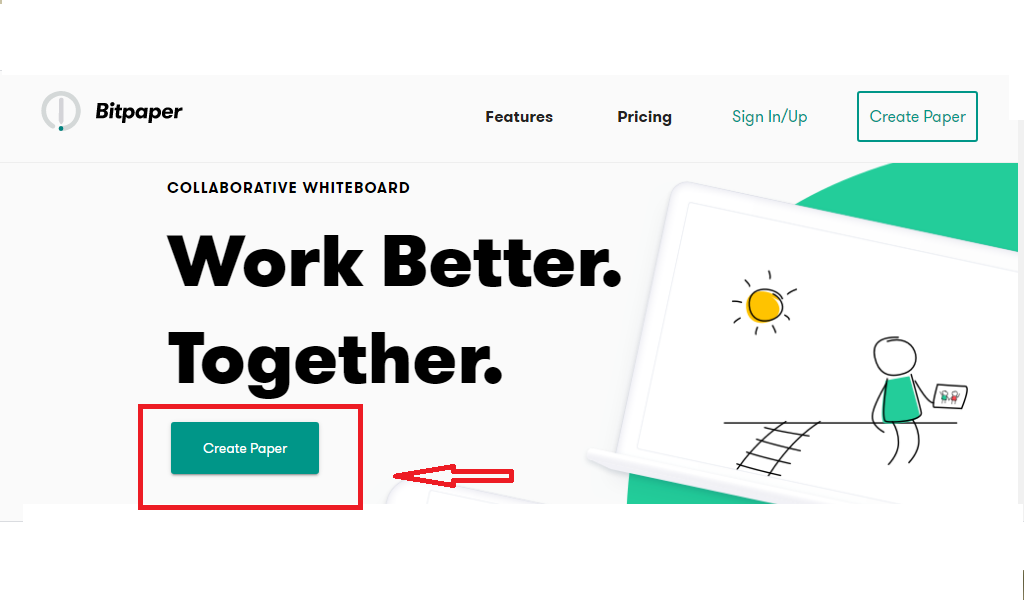 Bitpaper
Features
Pricing
Sign In/Up
Create Paper
COLLABORATIVE WHITEBOARD
Work Better.
Together.
Create Paper